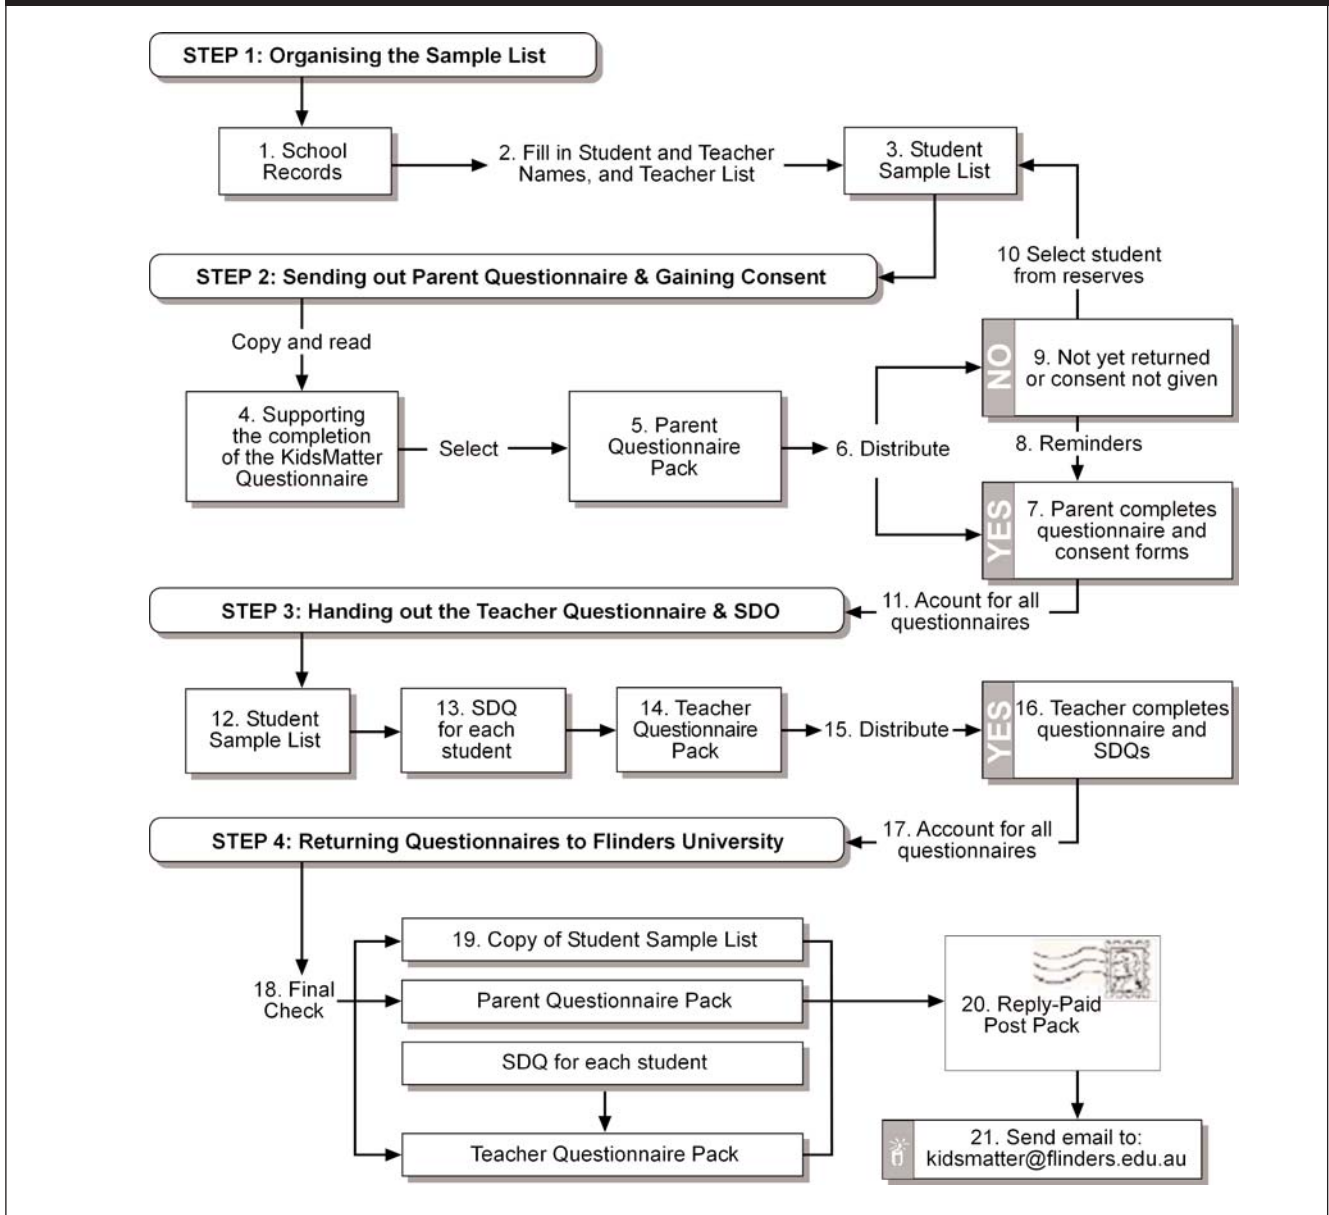 STEP 1: Organising the Sample List
1. School
Records
2. Fill in Student and Teacher
Names, and Teacher List
3. Student
Sample List
10 Select student
from reserves
STEP 2: Sending out Parent Questionnaire & Gaining Consent
Copy and read
4. Supporting
the completion
of the KidsMatter
Questionnaire
Select
5. Parent
Questionnaire
Pack
6. Distribute
NO
9. Not yet returned
or consent not given
8. Reminders
YES
7. Parent completes
questionnaire and
consent forms
11. Acount for all
questionnaires
STEP 3: Handing out the Teacher Questionnaire & SDO
12. Student
Sample List
13. SDQ
for each
student
14. Teacher
Questionnaire
Pack
15. Distribute
YES
16. Teacher completes
questionnaire and
SDQs
17. Account for all
questionnaires
STEP 4: Returning Questionnaires to Flinders University
18. Final
Check
19. Copy of Student Sample List
Parent Questionnaire Pack
SDQ for each student
Teacher Questionnaire Pack
20. Reply-Paid
Post Pack
21. Send email to:
kidsmatter@flinders.edu.au